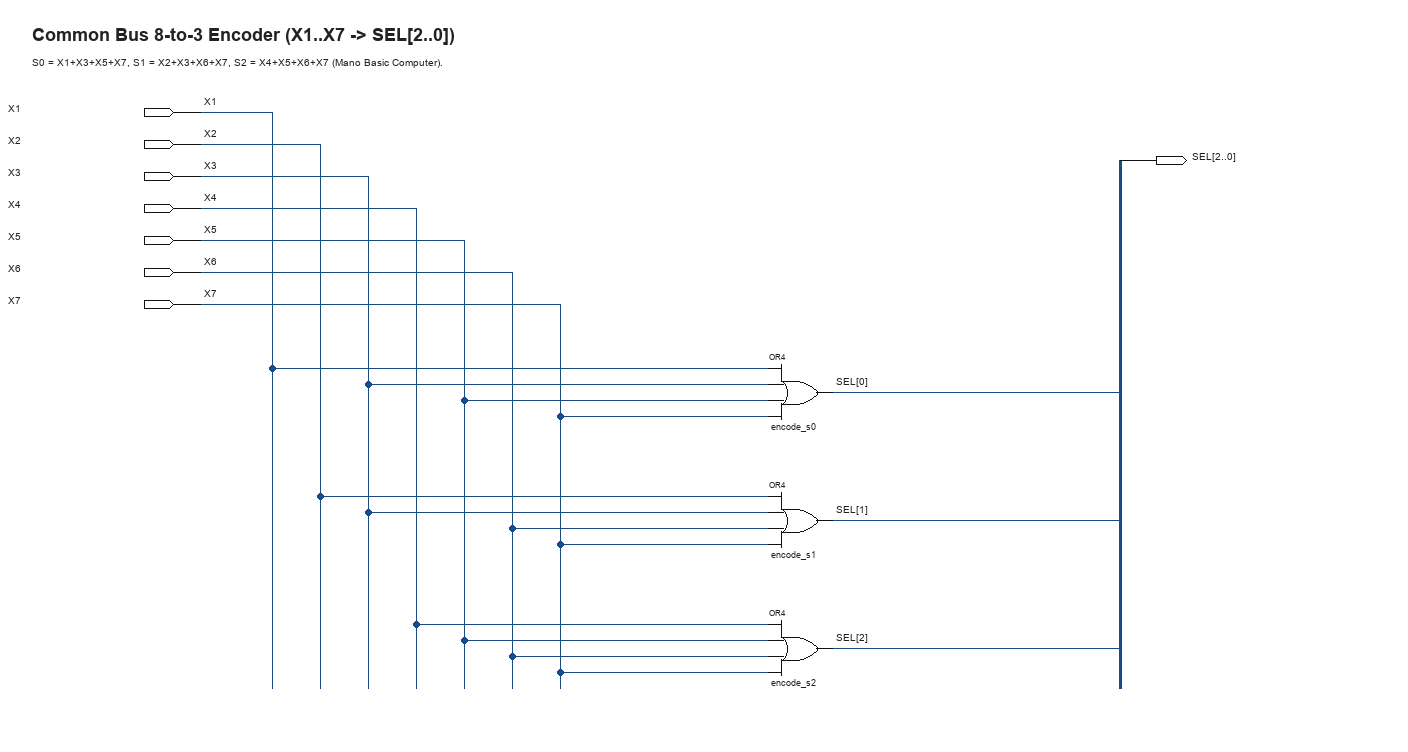 Common Bus 8-to-3 Encoder (X1..X7 -> SEL[2..0])
S0 = X1+X3+X5+X7, S1 = X2+X3+X6+X7, S2 = X4+X5+X6+X7 (Mano Basic Computer).
X1 X1
X2 X2
X3 X3
SEL[2..0]
X4 X4
X5 X5
X6 X6
X7 X7
OR4
SEL[0]
encode_s0
OR4
SEL[1]
encode_s1
OR4
SEL[2]
encode_s2